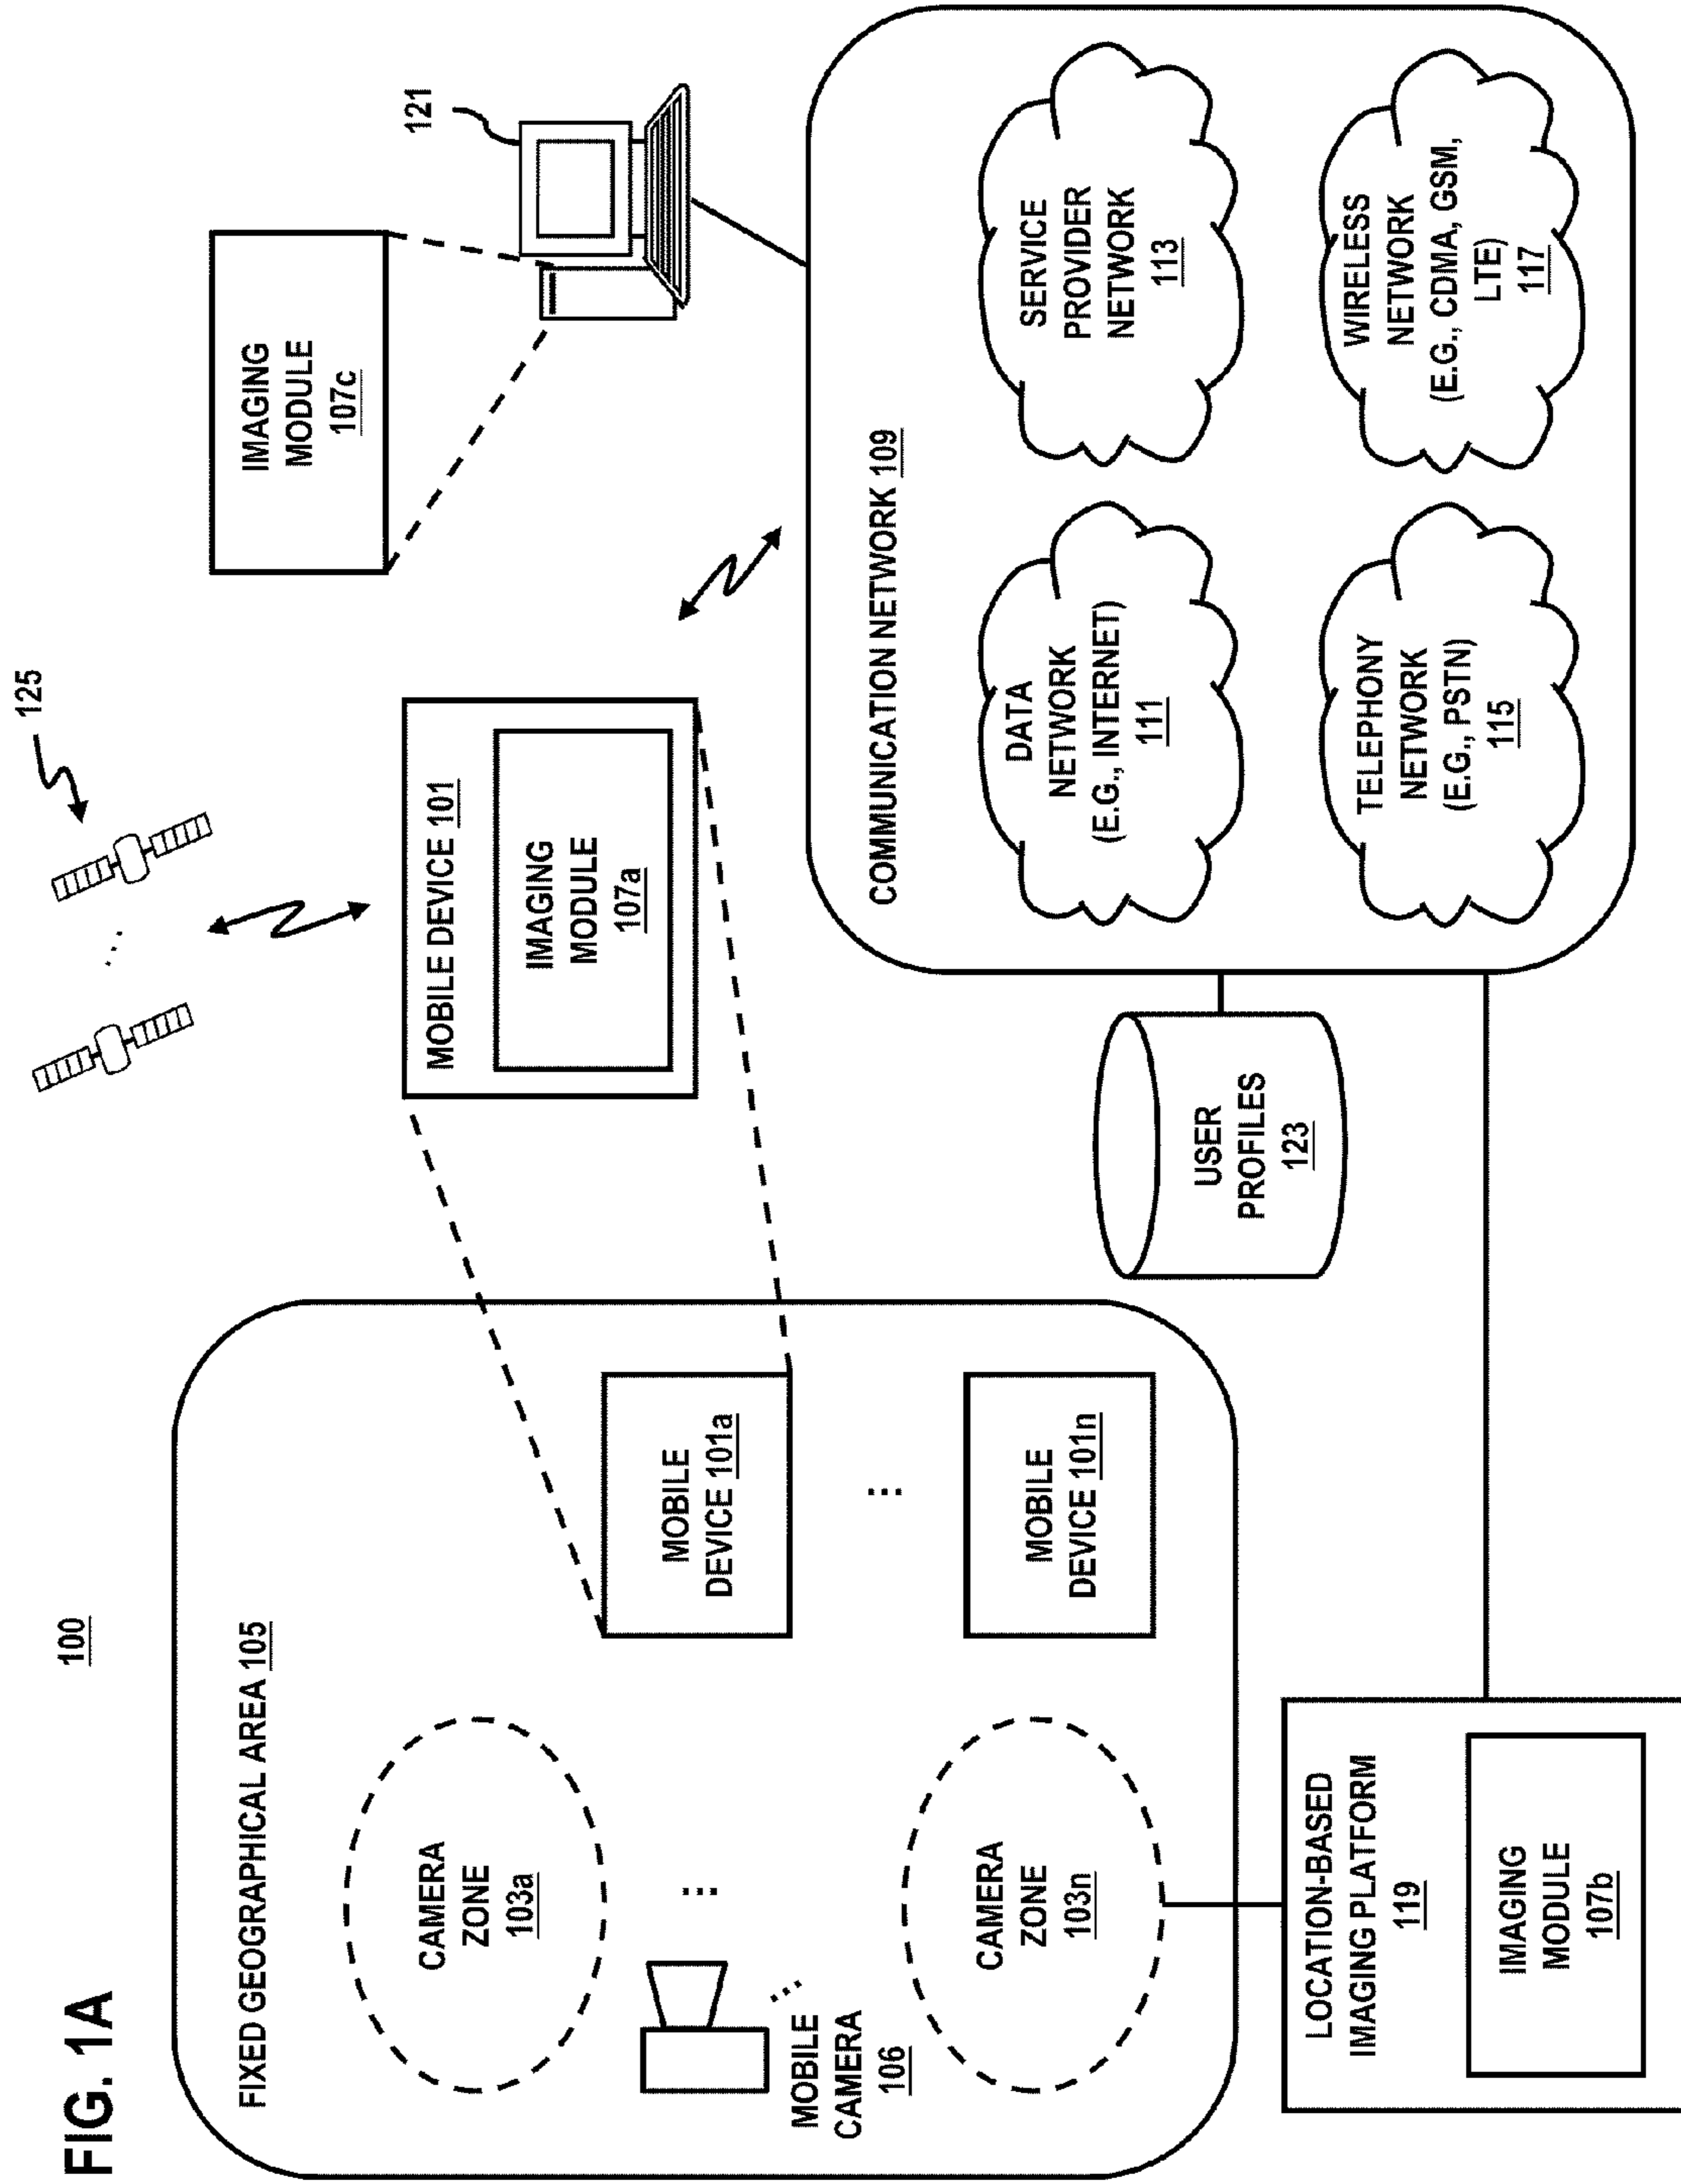 FIG. 1A
100
125
FIXED GEOGRAPHICAL AREA 105
CAMERA
ZONE
103a
MOBILE
CAMERA
106
CAMERA
ZONE
103n
MOBILE
DEVICE 101a
MOBILE
DEVICE 101n
MOBILE DEVICE 101
IMAGING
MODULE
107a
IMAGING
MODULE
107c
121
LOCATION-BASED
IMAGING PLATFORM
119
IMAGING
MODULE
107b
USER
PROFILES
123
COMMUNICATION NETWORK 109
DATA
NETWORK
(E.G., INTERNET)
111
SERVICE
PROVIDER
NETWORK
113
TELEPHONY
NETWORK
(E.G., PSTN)
115
WIRELESS
NETWORK
(E.G., CDMA, GSM,
LTE)
117